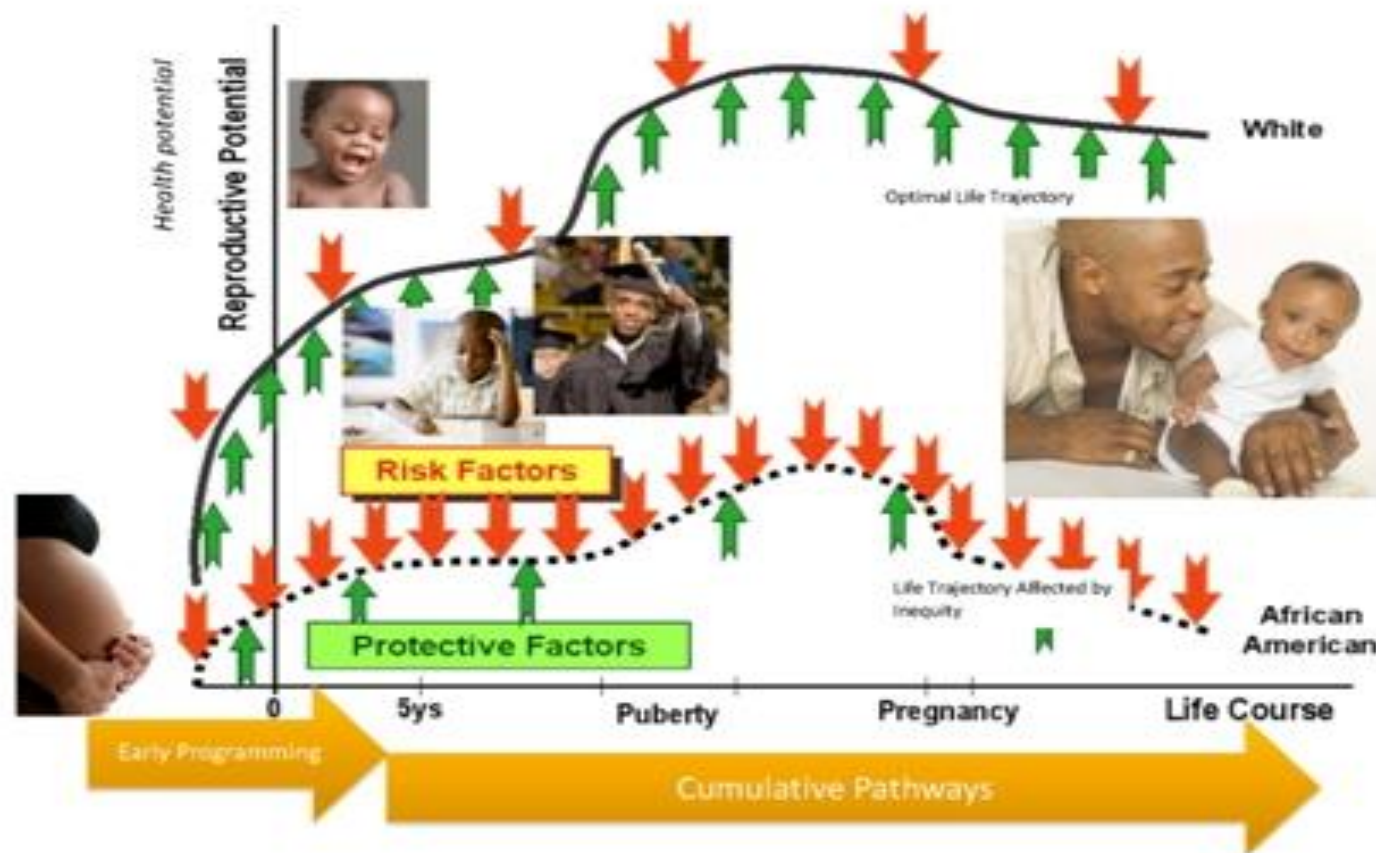 Health potential
Reproductive Potential
White
Optimal Life Trajectory
Risk Factors
Life Trajectory Affected by
Inequity
Protective Factors
African
American
0
5ys
Puberty
Pregnancy
Life Course
Early Programming
Cumulative Pathways